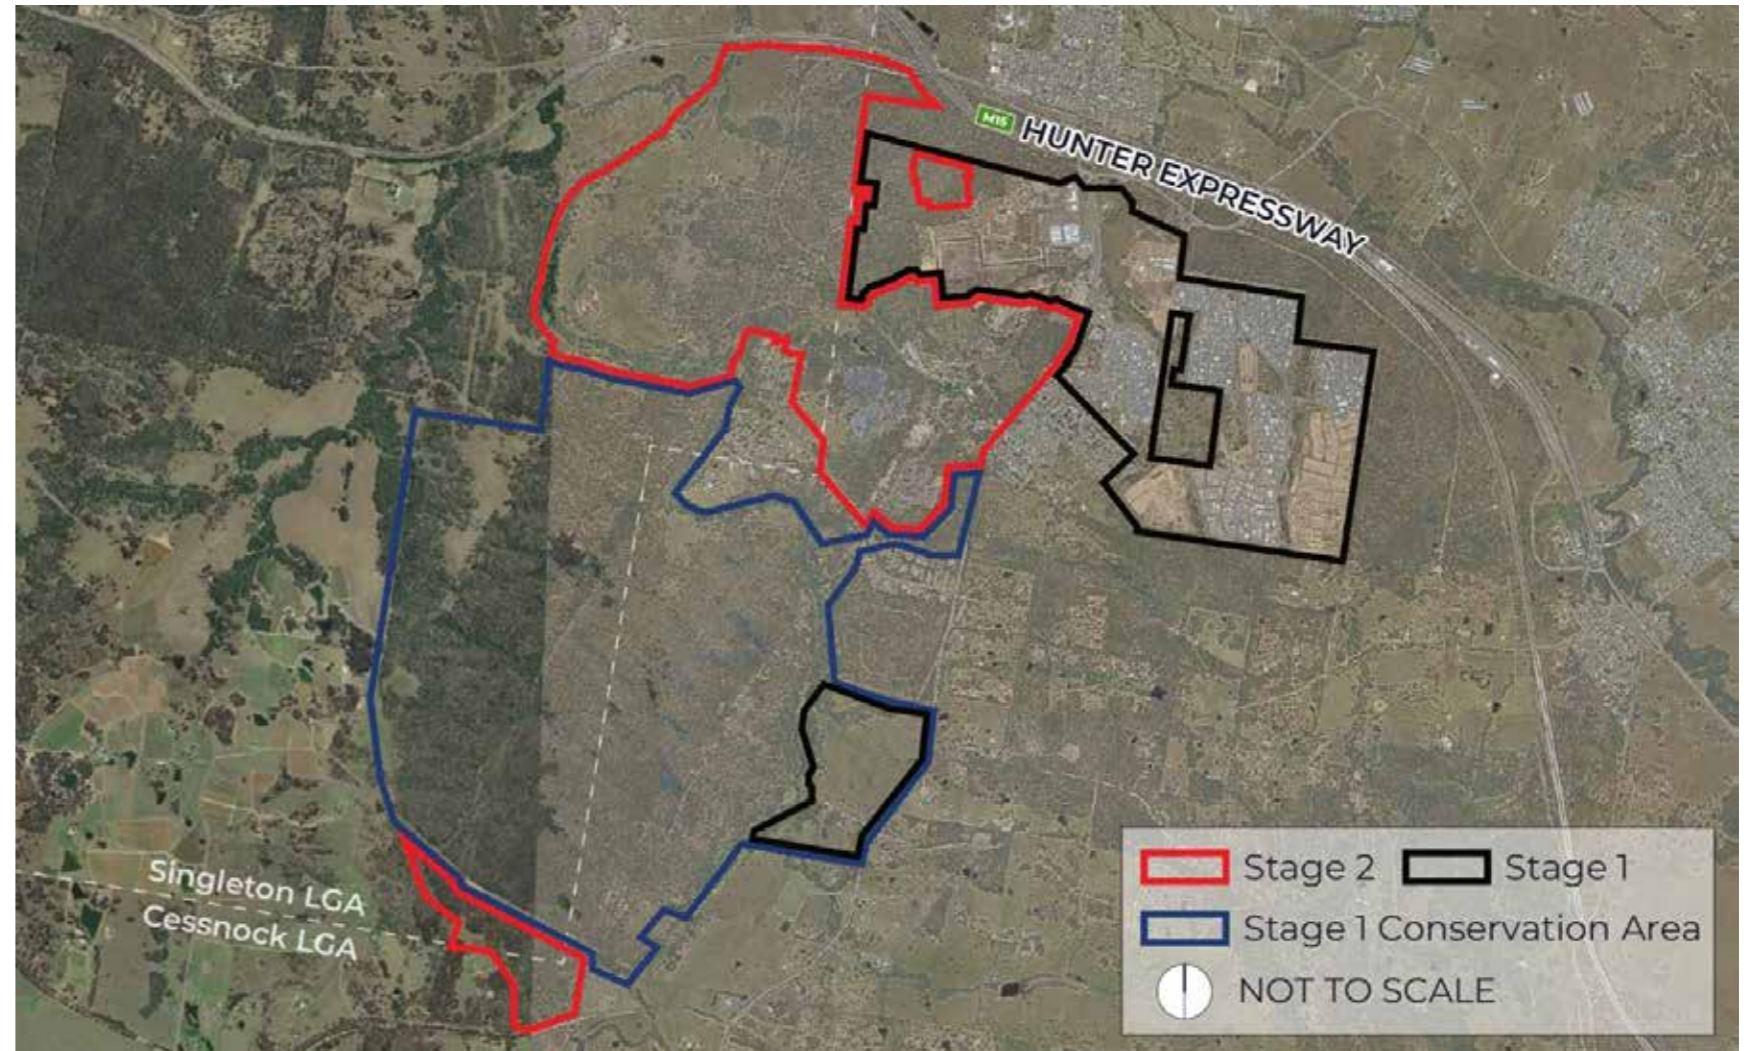 M15
HUNTER EXPRESSWAY
Singleton LGA
Cessnock LGA
Stage 2
Stage 1
Stage 1 Conservation Area
NOT TO SCALE